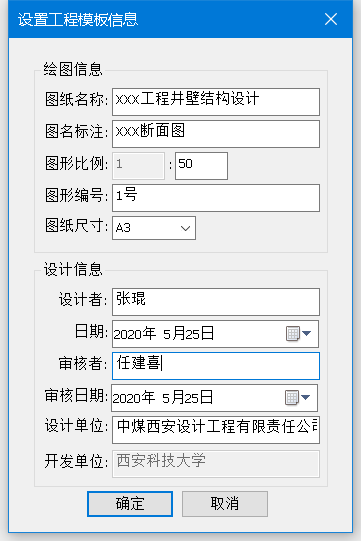 设置工程模板信息
绘图信息
图纸名称: XXX工程井壁结构设计
图名标注: XXX断面图
图形比例: 1 : 50
图形编号: 1号
图纸尺寸: A3
设计信息
设计者: 张琨
日期: 2020年 5月25日
审核者: 任建喜
审核日期: 2020年 5月25日
设计单位: 中煤西安设计工程有限责任公司
开发单位: 西安科技大学
确定 取消